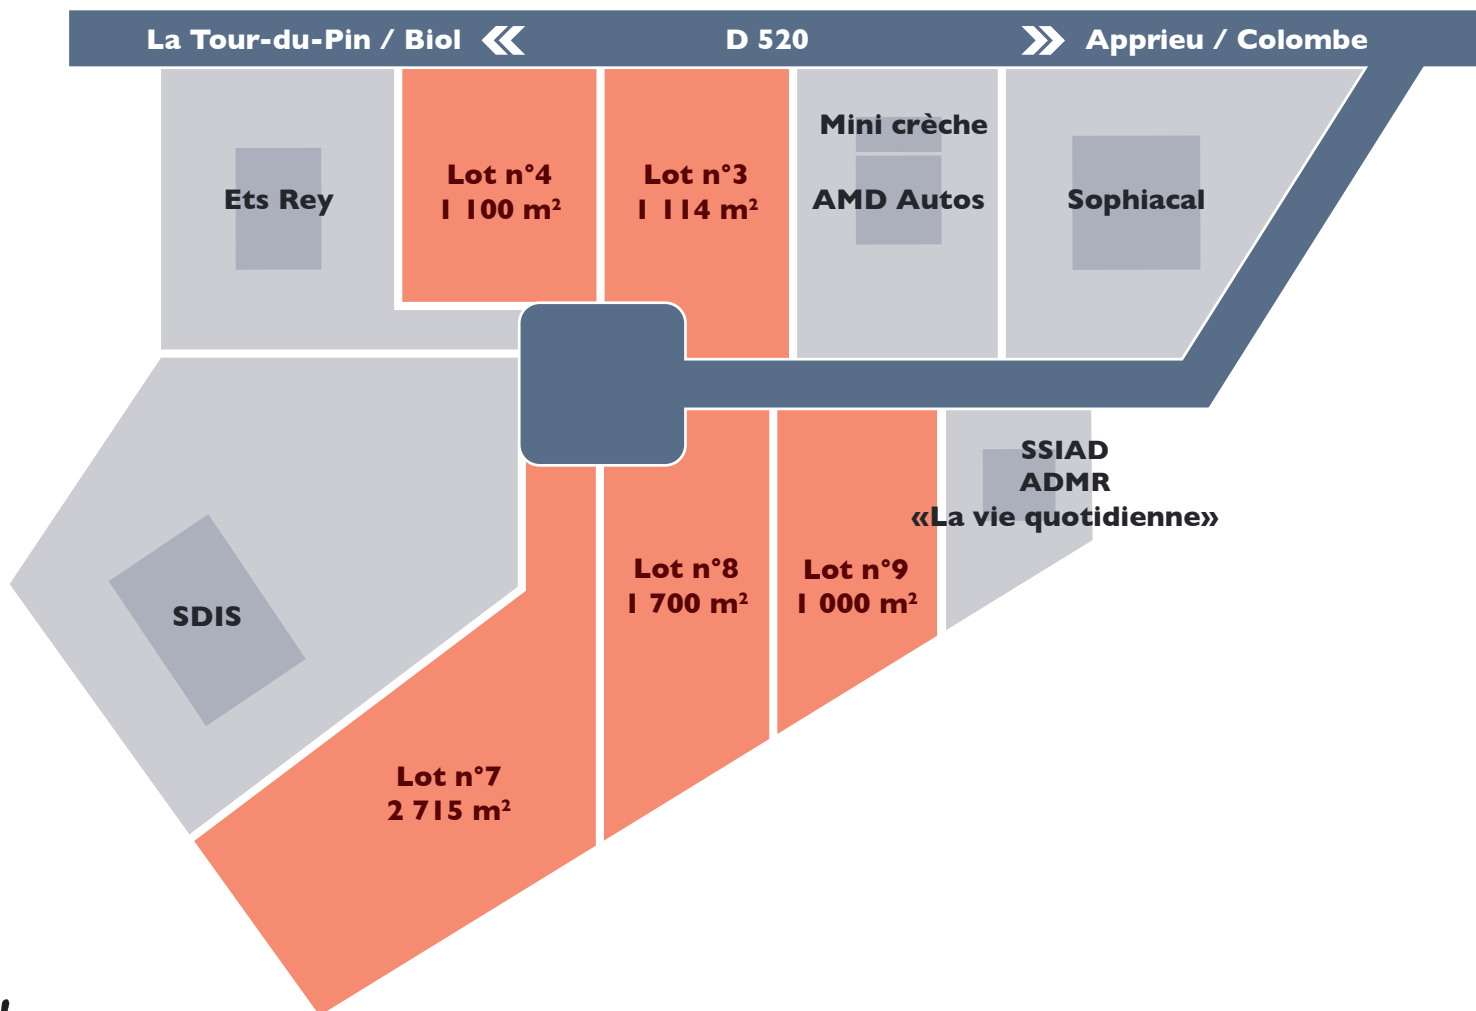 La Tour-du-Pin / Biol
D 520
Apprieu / Colombe
Ets Rey
Lot n°4
1 100 m²
Lot n°3
1 114 m²
Mini crèche
AMD Autos
Sophiacal
SSIAD
ADMR
«La vie quotidienne»
SDIS
Lot n°8
1 700 m²
Lot n°9
1 000 m²
Lot n°7
2 715 m²